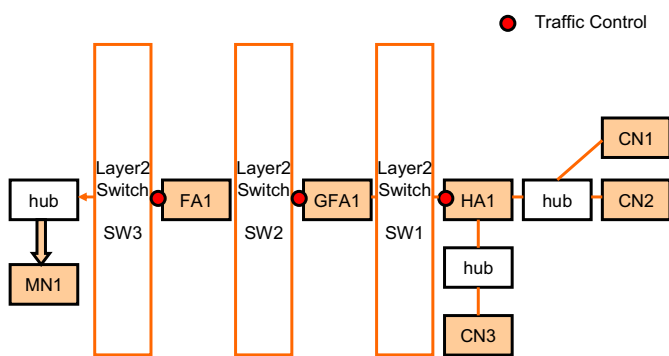 Traffic Control
CN1
Layer2
Switch
SW3
Layer2
Switch
SW2
Layer2
Switch
SW1
hub
FA1
GFA1
HA1
hub
CN2
MN1
hub
CN3